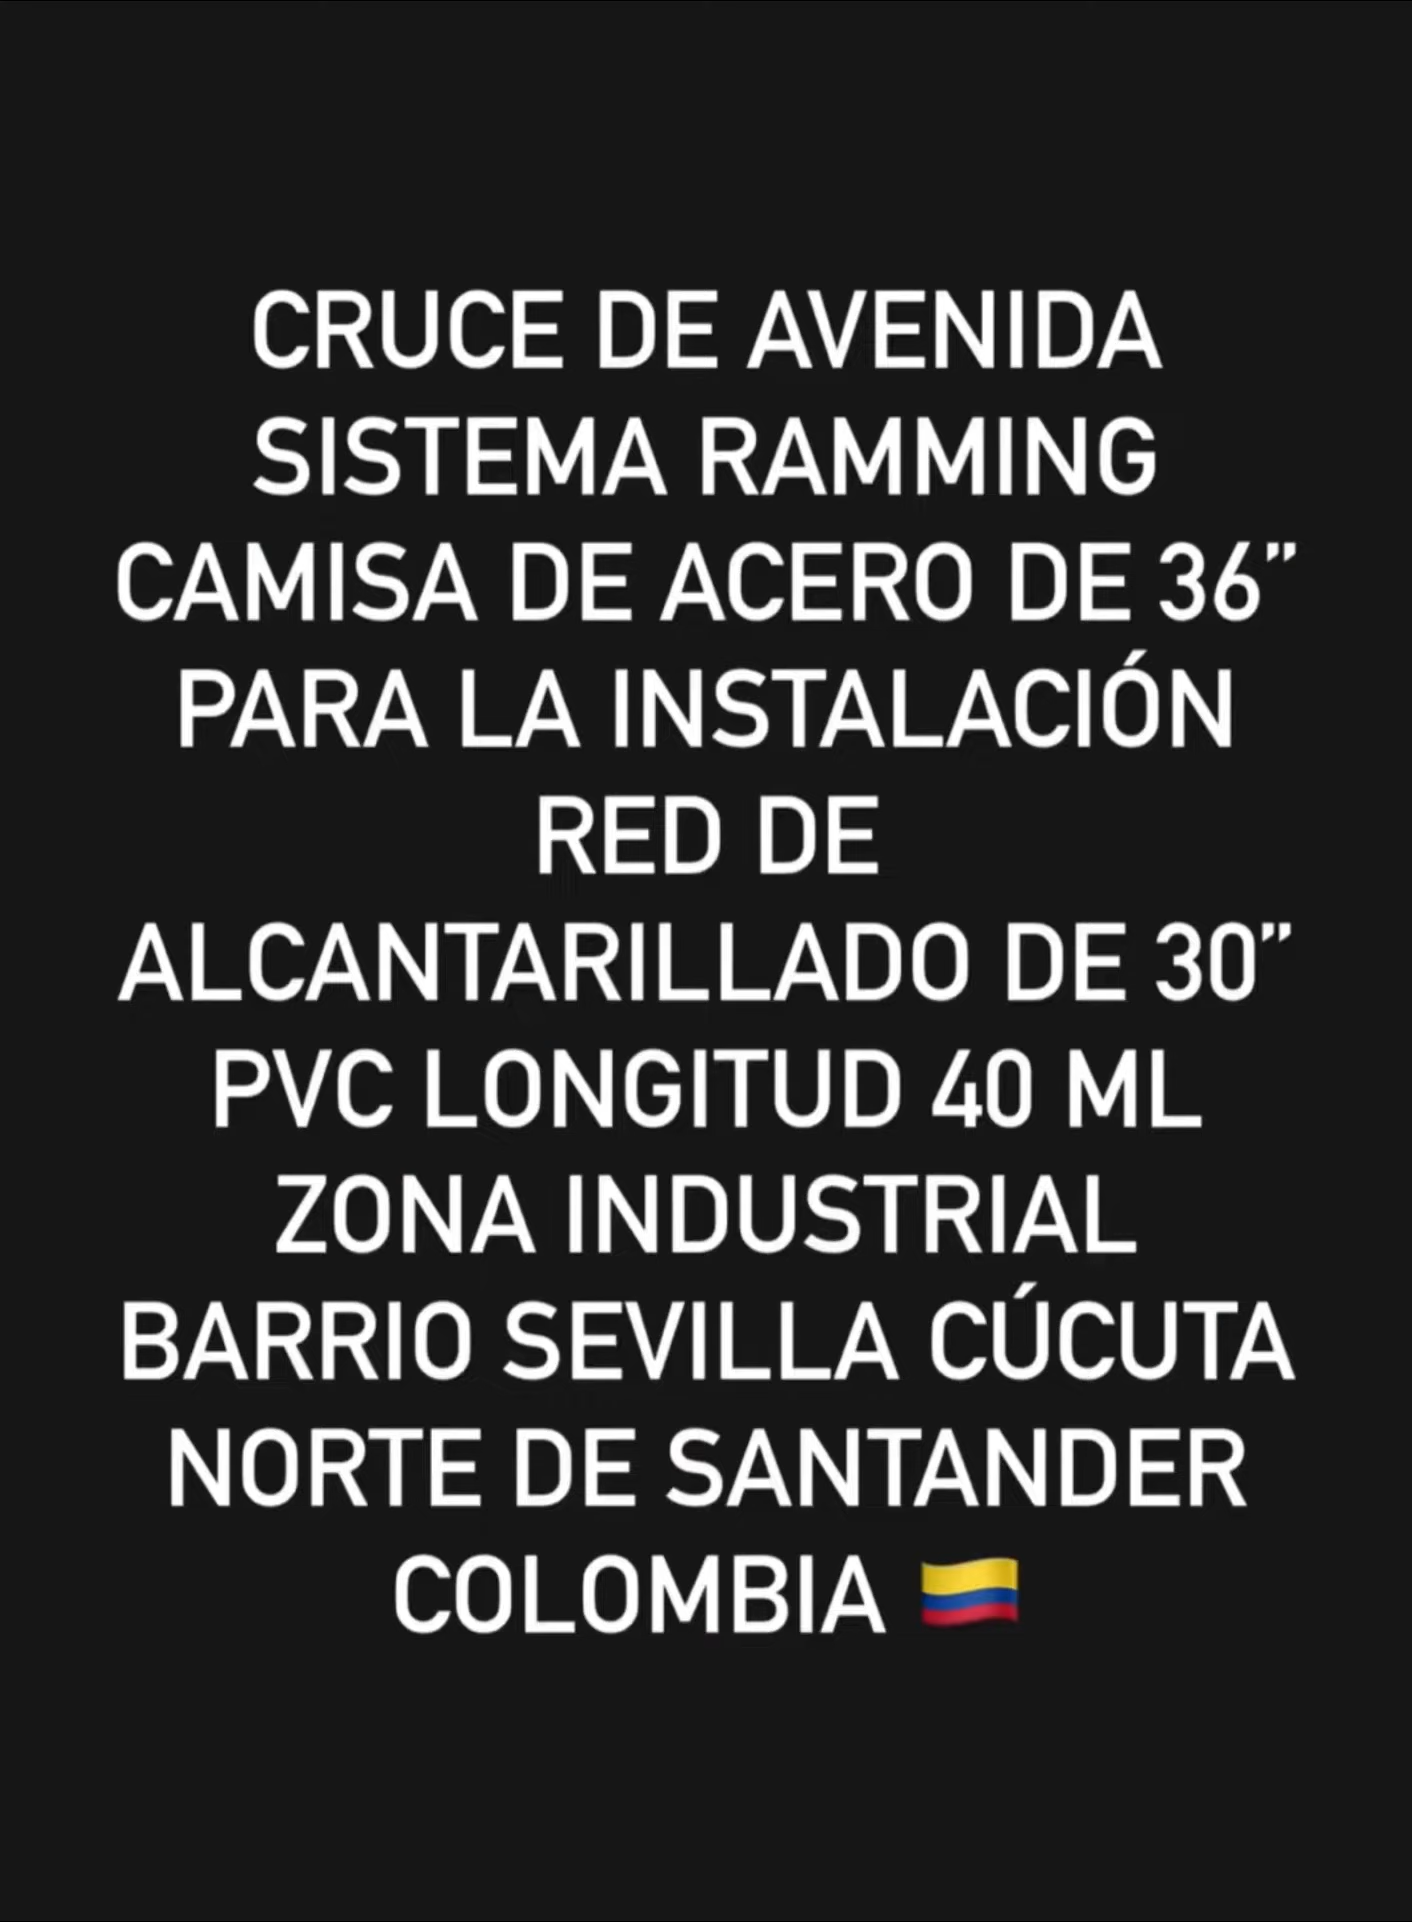 CRUCE DE AVENIDA
SISTEMA RAMMING
CAMISA DE ACERO DE 36”
PARA LA INSTALACIÓN
RED DE
ALCANTARILLADO DE 30”
PVC LONGITUD 40 ML
ZONA INDUSTRIAL
BARRIO SEVILLA CÚCUTA
NORTE DE SANTANDER
COLOMBIA 🇨🇴